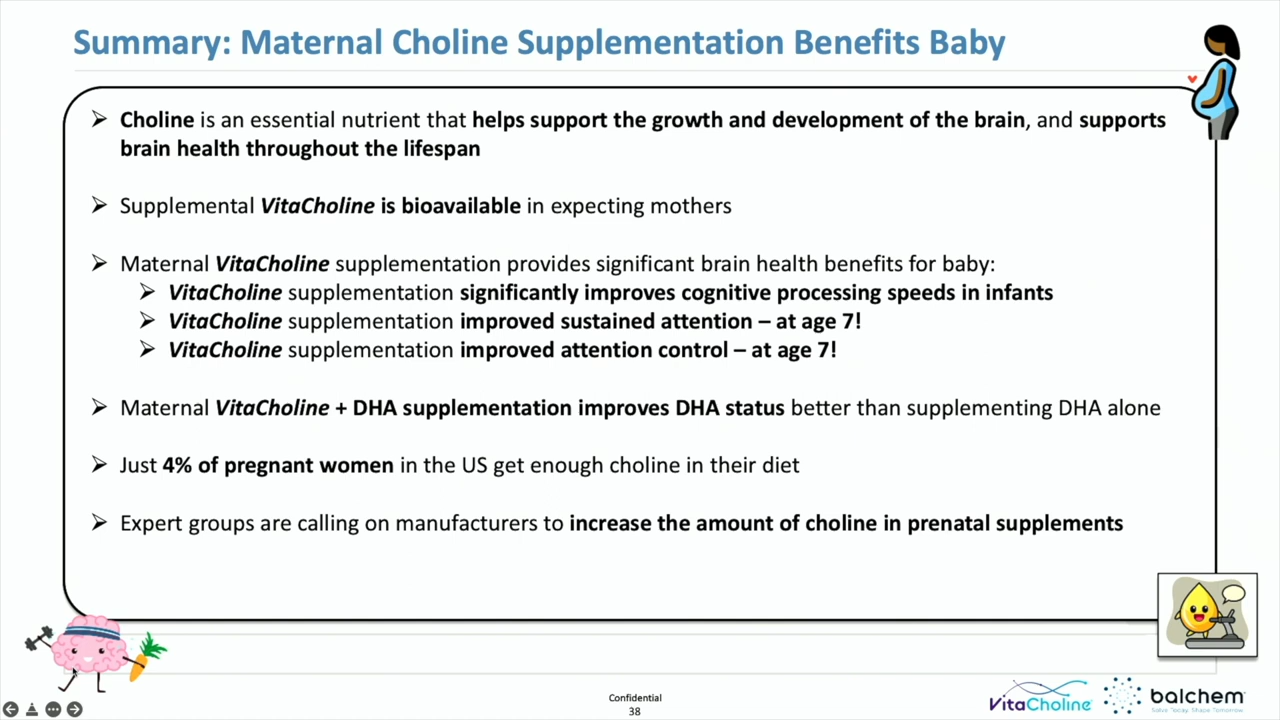 Summary: Maternal Choline Supplementation Benefits Baby
➢ Choline is an essential nutrient that helps support the growth and development of the brain, and supports
brain health throughout the lifespan
➢ Supplemental VitaCholine is bioavailable in expecting mothers
➢ Maternal VitaCholine supplementation provides significant brain health benefits for baby:
➢ VitaCholine supplementation significantly improves cognitive processing speeds in infants
➢ VitaCholine supplementation improved sustained attention – at age 7!
➢ VitaCholine supplementation improved attention control – at age 7!
➢ Maternal VitaCholine + DHA supplementation improves DHA status better than supplementing DHA alone
➢ Just 4% of pregnant women in the US get enough choline in their diet
➢ Expert groups are calling on manufacturers to increase the amount of choline in prenatal supplements
Confidential
38
VitaCholine
balchem
Solve Today. Shape Tomorrow.